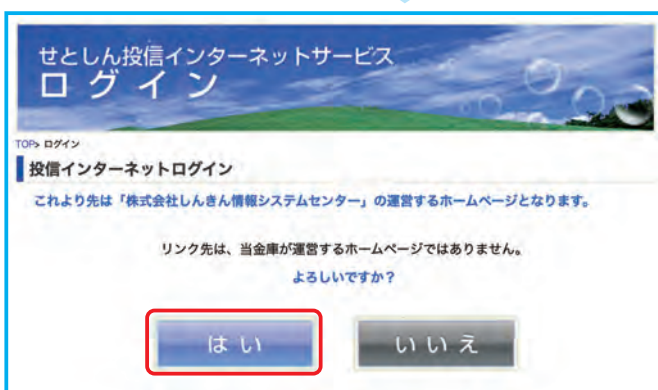 せとしん投信インターネットサービス
ログイン
TOP> ログイン
投信インターネットログイン
これより先は「株式会社しんきん情報システムセンター」の運営するホームページとなります。
リンク先は、当金庫が運営するホームページではありません。
よろしいですか？
はい いいえ